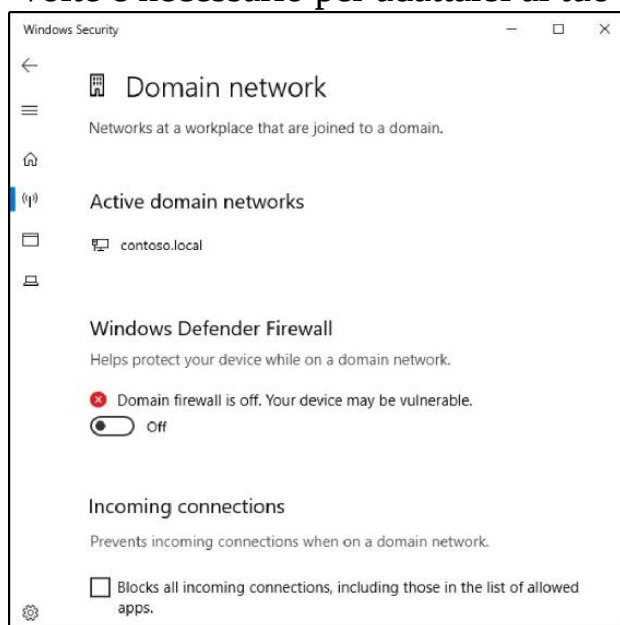 Windows Security
Domain network
Networks at a workplace that are joined to a domain.
Active domain networks
contoso.local
Windows Defender Firewall
Helps protect your device while on a domain network.
Domain firewall is off. Your device may be vulnerable.
Off
Incoming connections
Prevents incoming connections when on a domain network.
Blocks all incoming connections, including those in the list of allowed
apps.